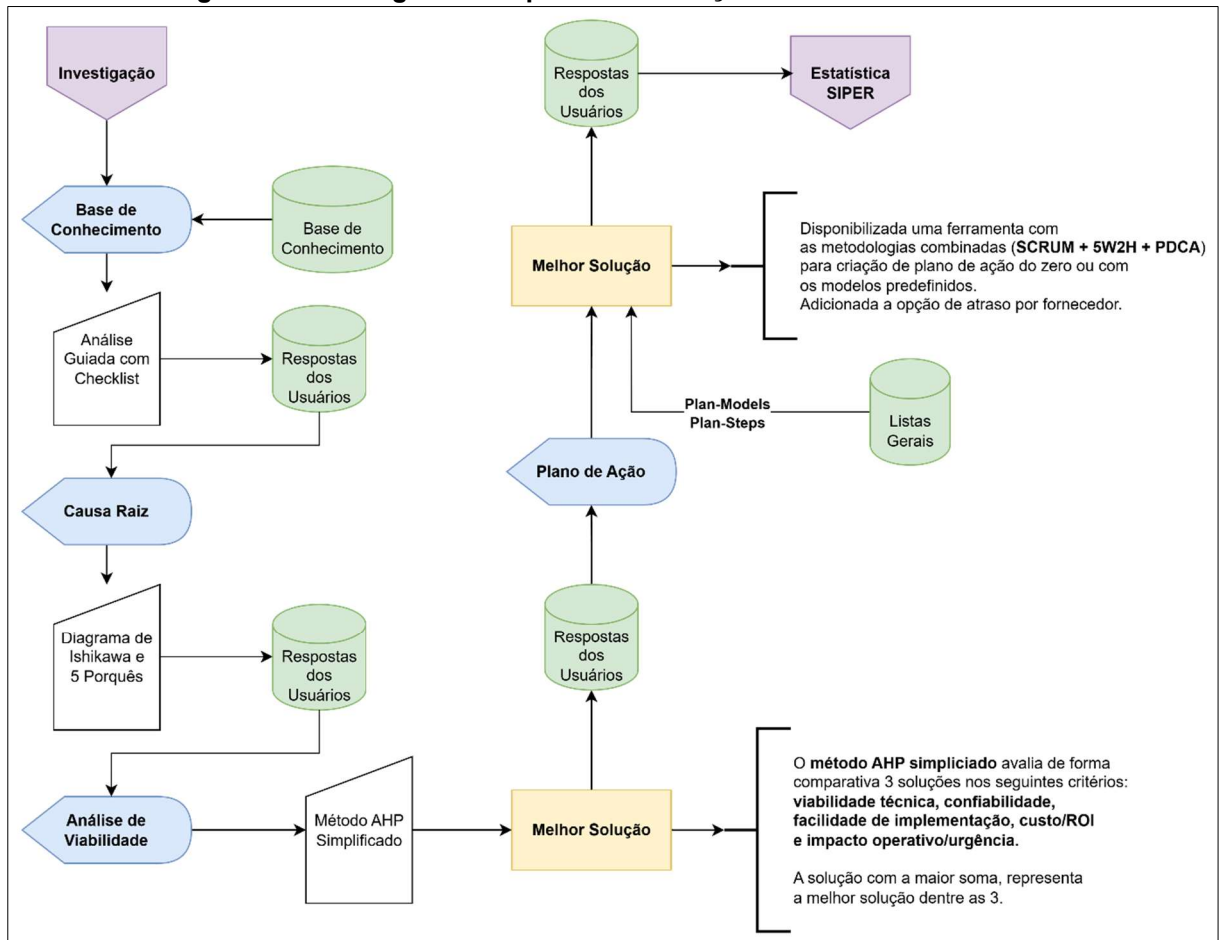 Investigação
Base de
Conhecimento
Base de
Conhecimento
Análise
Guiada com
Checklist
Respostas
dos
Usuários
Causa Raiz
Diagrama de
Ishikawa e
5 Porquês
Respostas
dos
Usuários
Análise de
Viabilidade
Método AHP
Simplificado
Melhor Solução
O método AHP simpliciado avalia de forma
comparativa 3 soluções nos seguintes critérios:
viabilidade técnica, confiabilidade,
facilidade de implementação, custo/ROI
e impacto operativo/urgência.
A solução com a maior soma, representa
a melhor solução dentre as 3.
Respostas
dos
Usuários
Plano de Ação
Plan-Models
Plan-Steps
Listas
Gerais
Melhor Solução
Disponibilizada uma ferramenta com
as metodologias combinadas (SCRUM + 5W2H + PDCA)
para criação de plano de ação do zero ou com
os modelos predefinidos.
Adicionada a opção de atraso por fornecedor.
Respostas
dos
Usuários
Estatística
SIPER